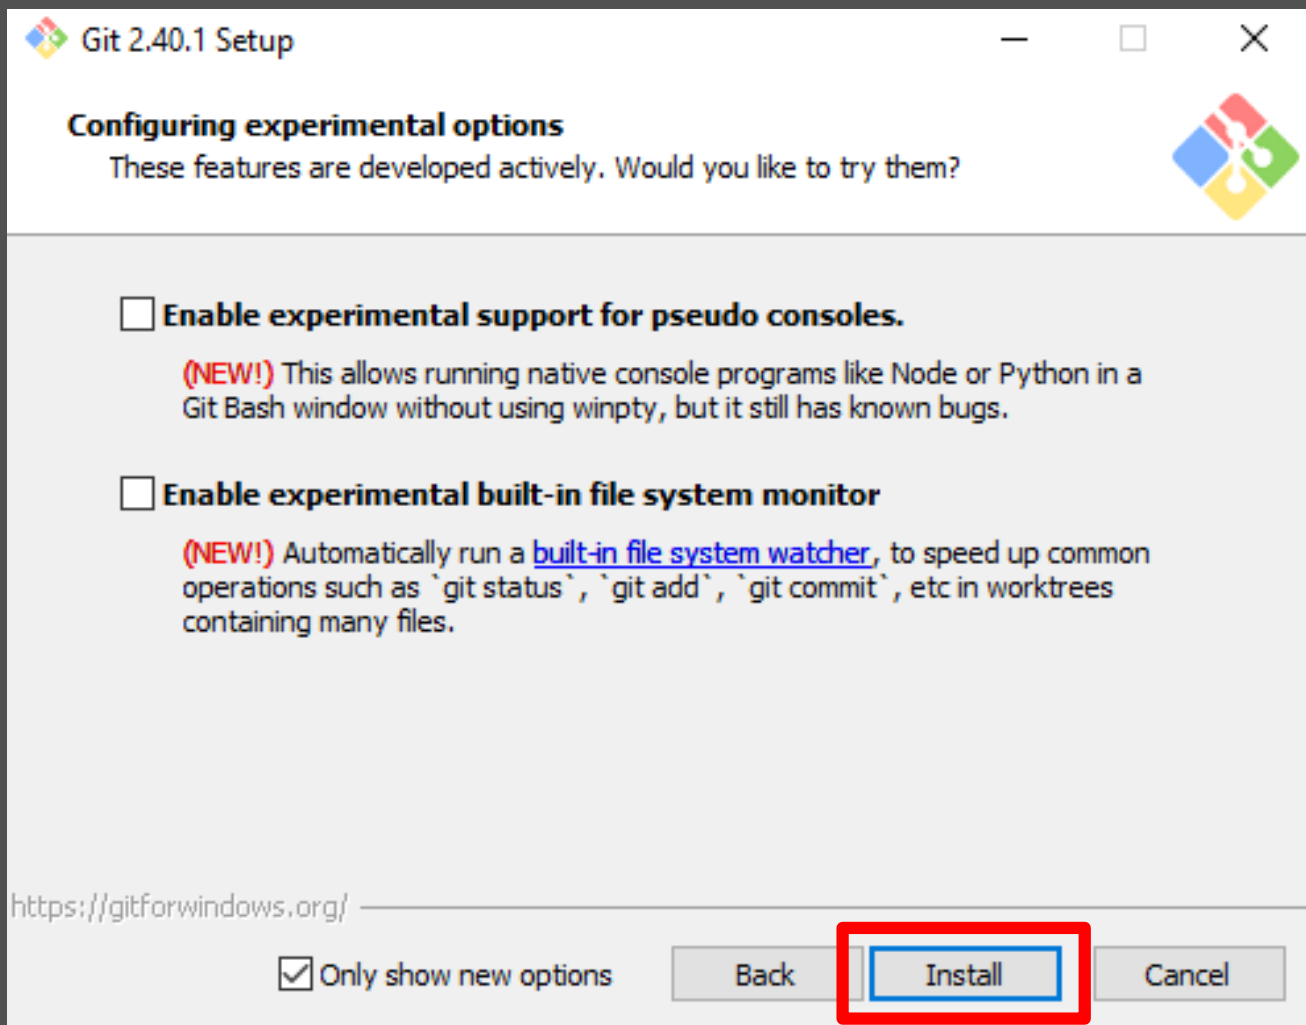 Git 2.40.1 Setup
Configuring experimental options
These features are developed actively. Would you like to try them?
Enable experimental support for pseudo consoles.
(NEW!) This allows running native console programs like Node or Python in a
Git Bash window without using winpty, but it still has known bugs.
Enable experimental built-in file system monitor
(NEW!) Automatically run a built-in file system watcher, to speed up common
operations such as `git status`, `git add`, `git commit`, etc in worktrees
containing many files.
https://gitforwindows.org/
Only show new options
Back
Install
Cancel